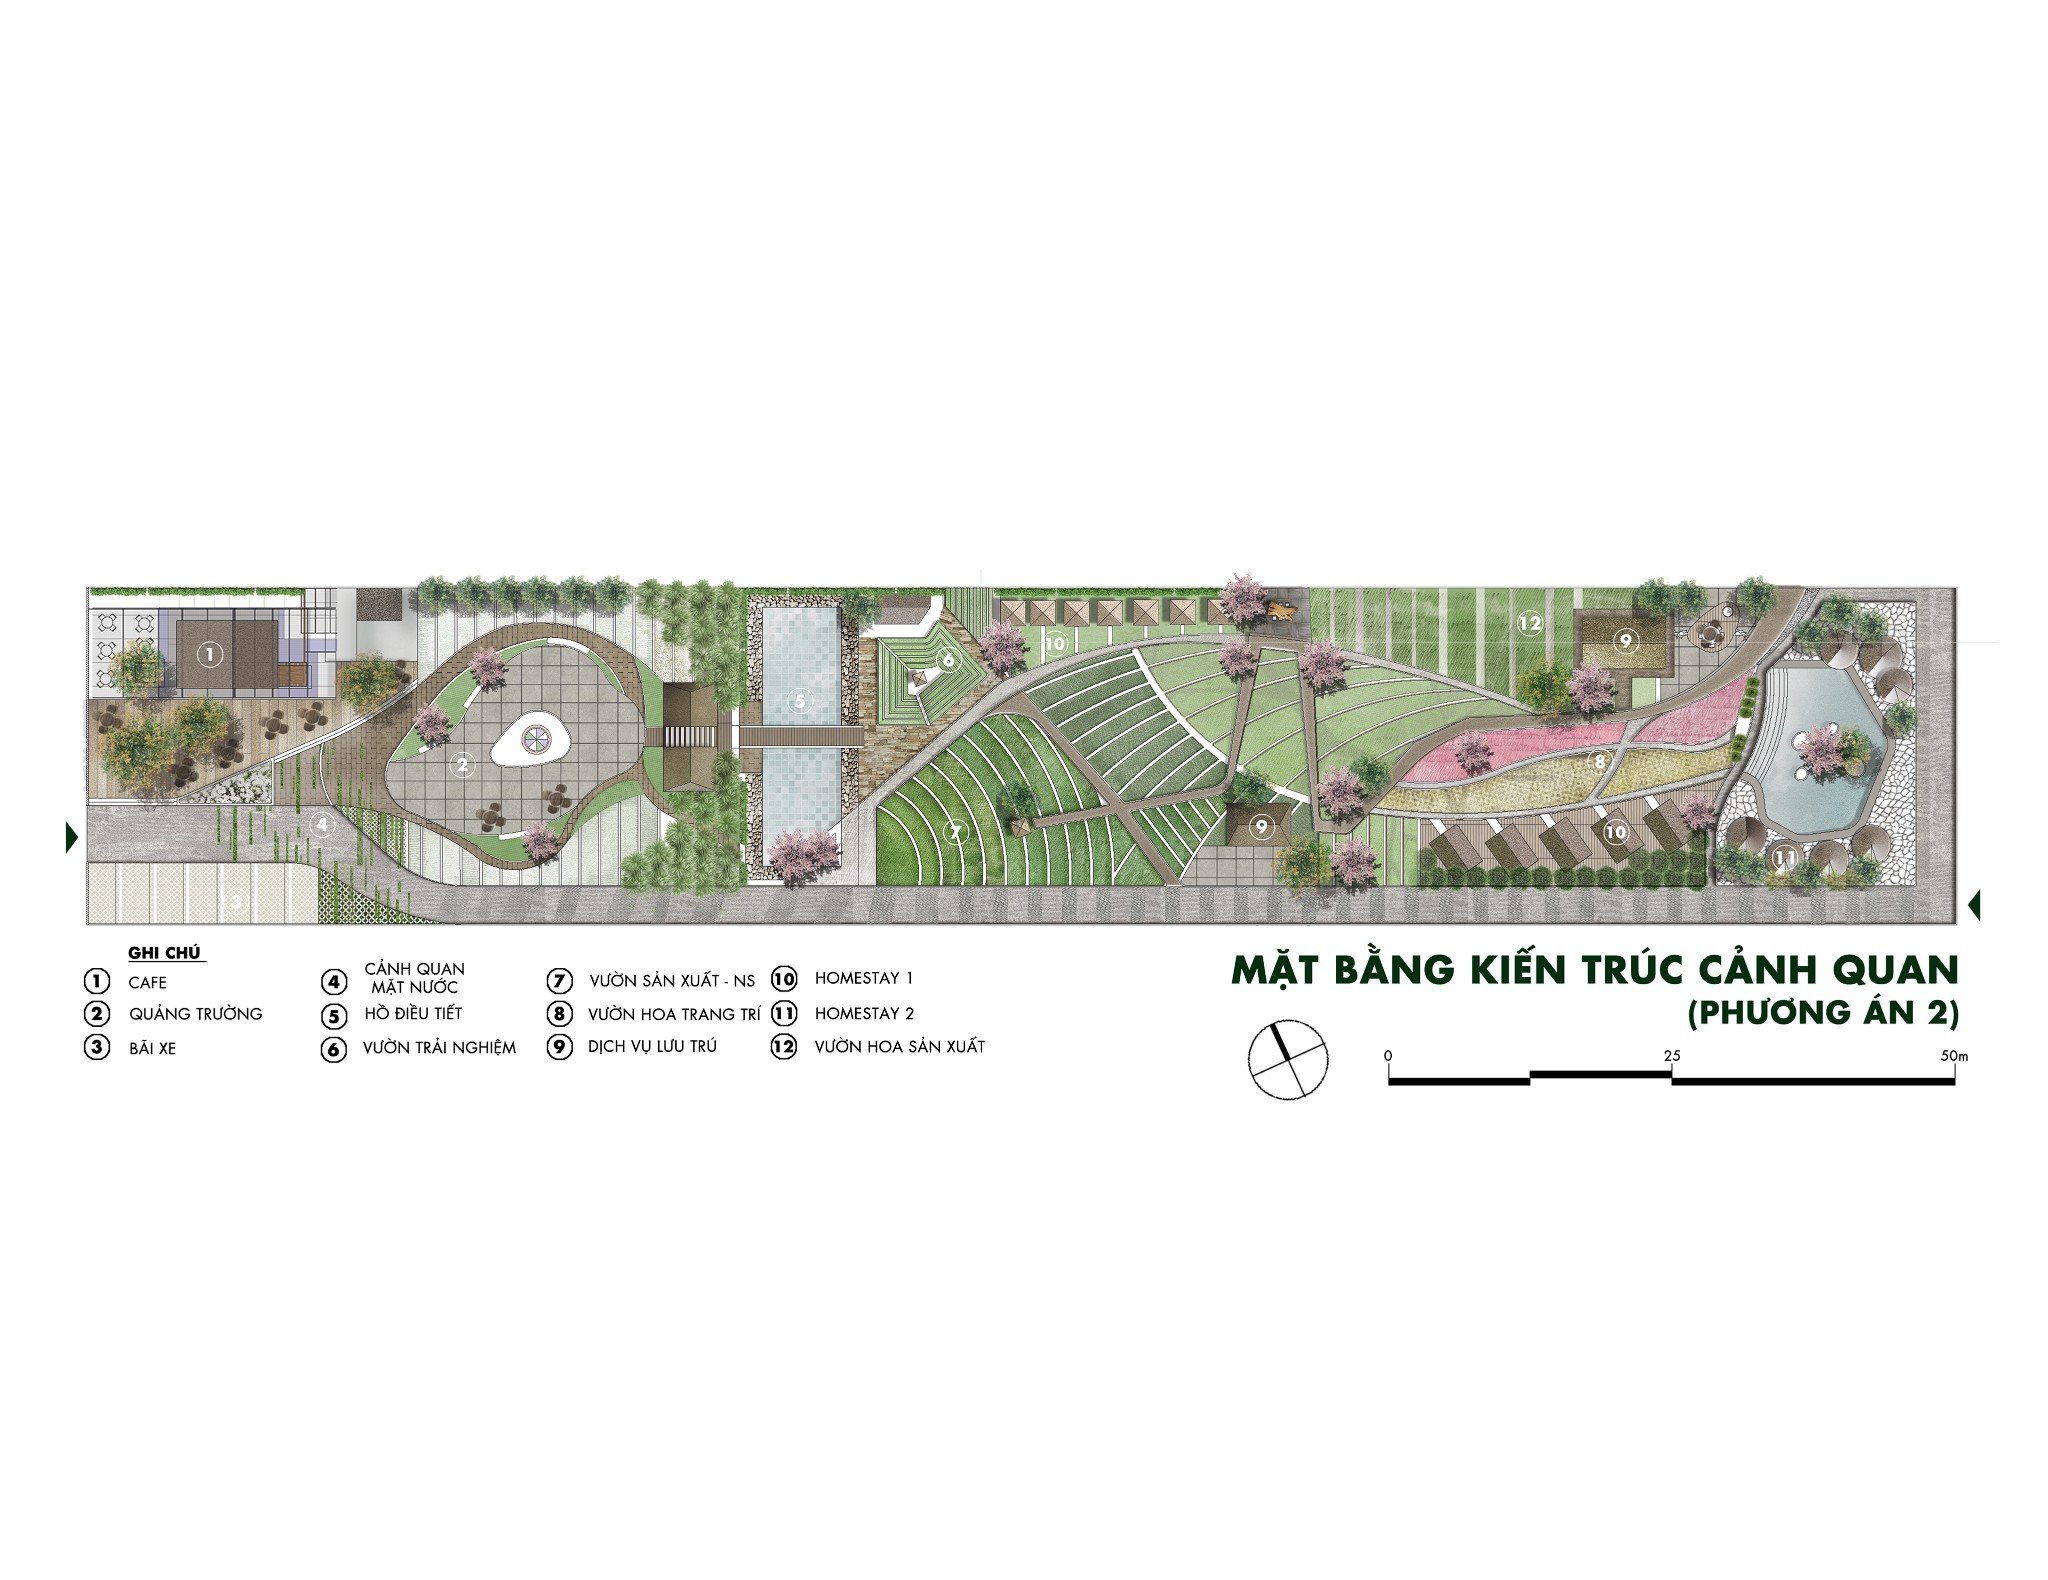 1
2
3
4
5
6
7
8
9
9
10
10
11
12
GHI CHÚ
1 CAFE
2 QUẢNG TRƯỜNG
3 BÃI XE
4 CẢNH QUAN
MẶT NƯỚC
5 HỒ ĐIỀU TIẾT
6 VƯỜN TRẢI NGHIỆM
7 VƯỜN SẢN XUẤT - NS
8 VƯỜN HOA TRANG TRÍ
9 DỊCH VỤ LƯU TRÚ
10 HOMESTAY 1
11 HOMESTAY 2
12 VƯỜN HOA SẢN XUẤT
MẶT BẰNG KIẾN TRÚC CẢNH QUAN
(PHƯƠNG ÁN 2)
0 25 50m